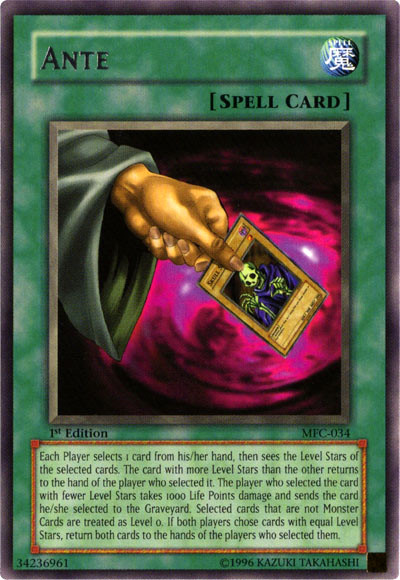 ANTE
魔
[SPELL CARD]
1st Edition
MFC-034
Each Player selects 1 card from his/her hand, then sees the Level Stars of
the selected cards. The card with more Level Stars than the other returns
to the hand of the player who selected it. The player who selected the card
with fewer Level Stars takes 1000 Life Points damage and sends the card
he/she selected to the Graveyard. Selected cards that are not Monster
Cards are treated as Level 0. If both players chose cards with equal Level
Stars, return both cards to the hands of the players who selected them.
34236961
©1996 KAZUKI TAKAHASHI